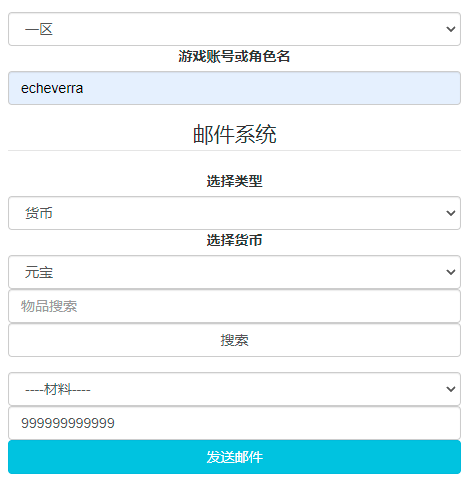 一区
游戏账号或角色名
echeverra
邮件系统
选择类型
货币
选择货币
元宝
物品搜索
搜索
----材料----
999999999999
发送邮件